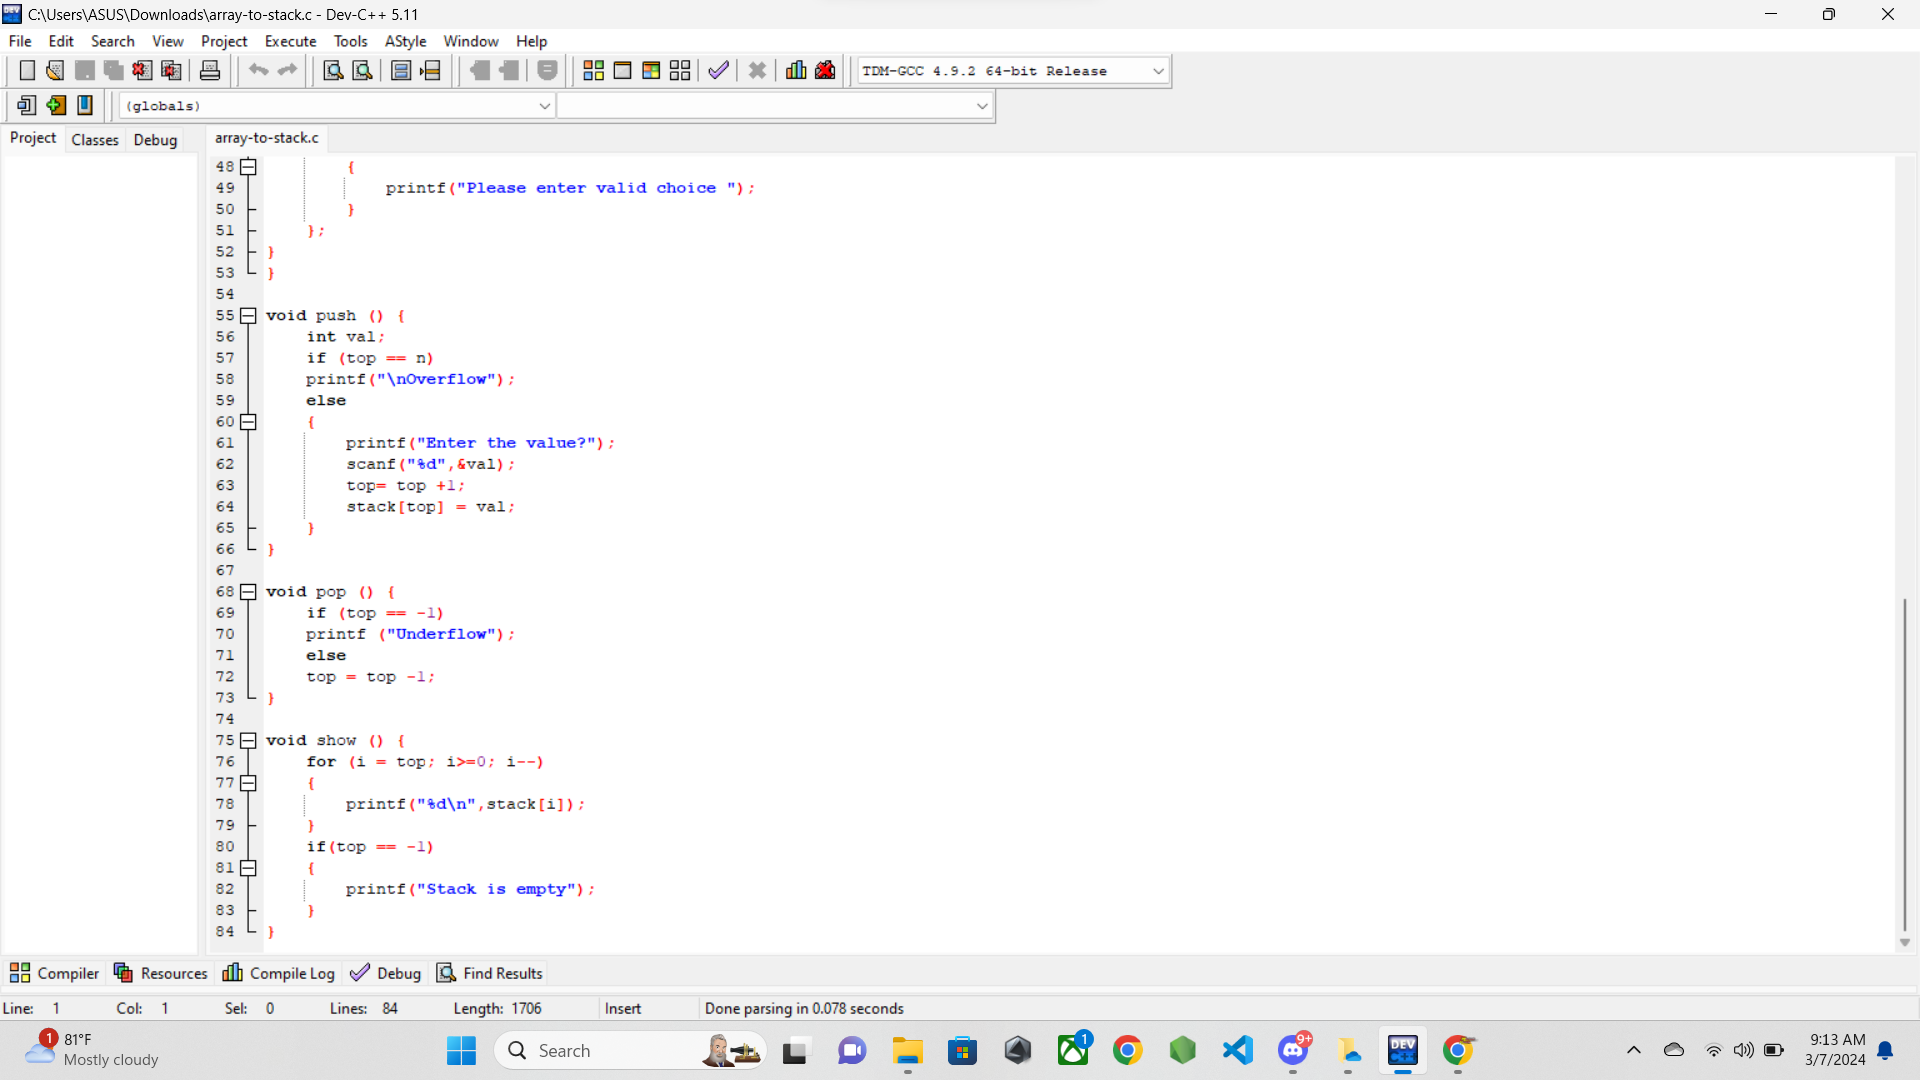 C:\Users\ASUS\Downloads\array-to-stack.c - Dev-C++ 5.11
File Edit Search View Project Execute Tools AStyle Window Help
TDM-GCC 4.9.2 64-bit Release
(globals)
Project Classes Debug
array-to-stack.c
48 {
49 printf("Please enter valid choice ");
50 }
51 };
52 }
53 }
54
55 void push () {
56 int val;
57 if (top == n)
58 printf("\nOverflow");
59 else
60 {
61 printf("Enter the value?");
62 scanf("%d",&val);
63 top= top +1;
64 stack[top] = val;
65 }
66 }
67
68 void pop () {
69 if (top == -1)
70 printf ("Underflow");
71 else
72 top = top -1;
73 }
74
75 void show () {
76 for (i = top; i>=0; i--)
77 {
78 printf("%d\n",stack[i]);
79 }
80 if(top == -1)
81 {
82 printf("Stack is empty");
83 }
84 }
Compiler Resources Compile Log Debug Find Results
Line: 1 Col: 1 Sel: 0 Lines: 84 Length: 1706 Insert Done parsing in 0.078 seconds
1 81°F
Mostly cloudy
Search
1
9+
DEV C++
9:13 AM
3/7/2024